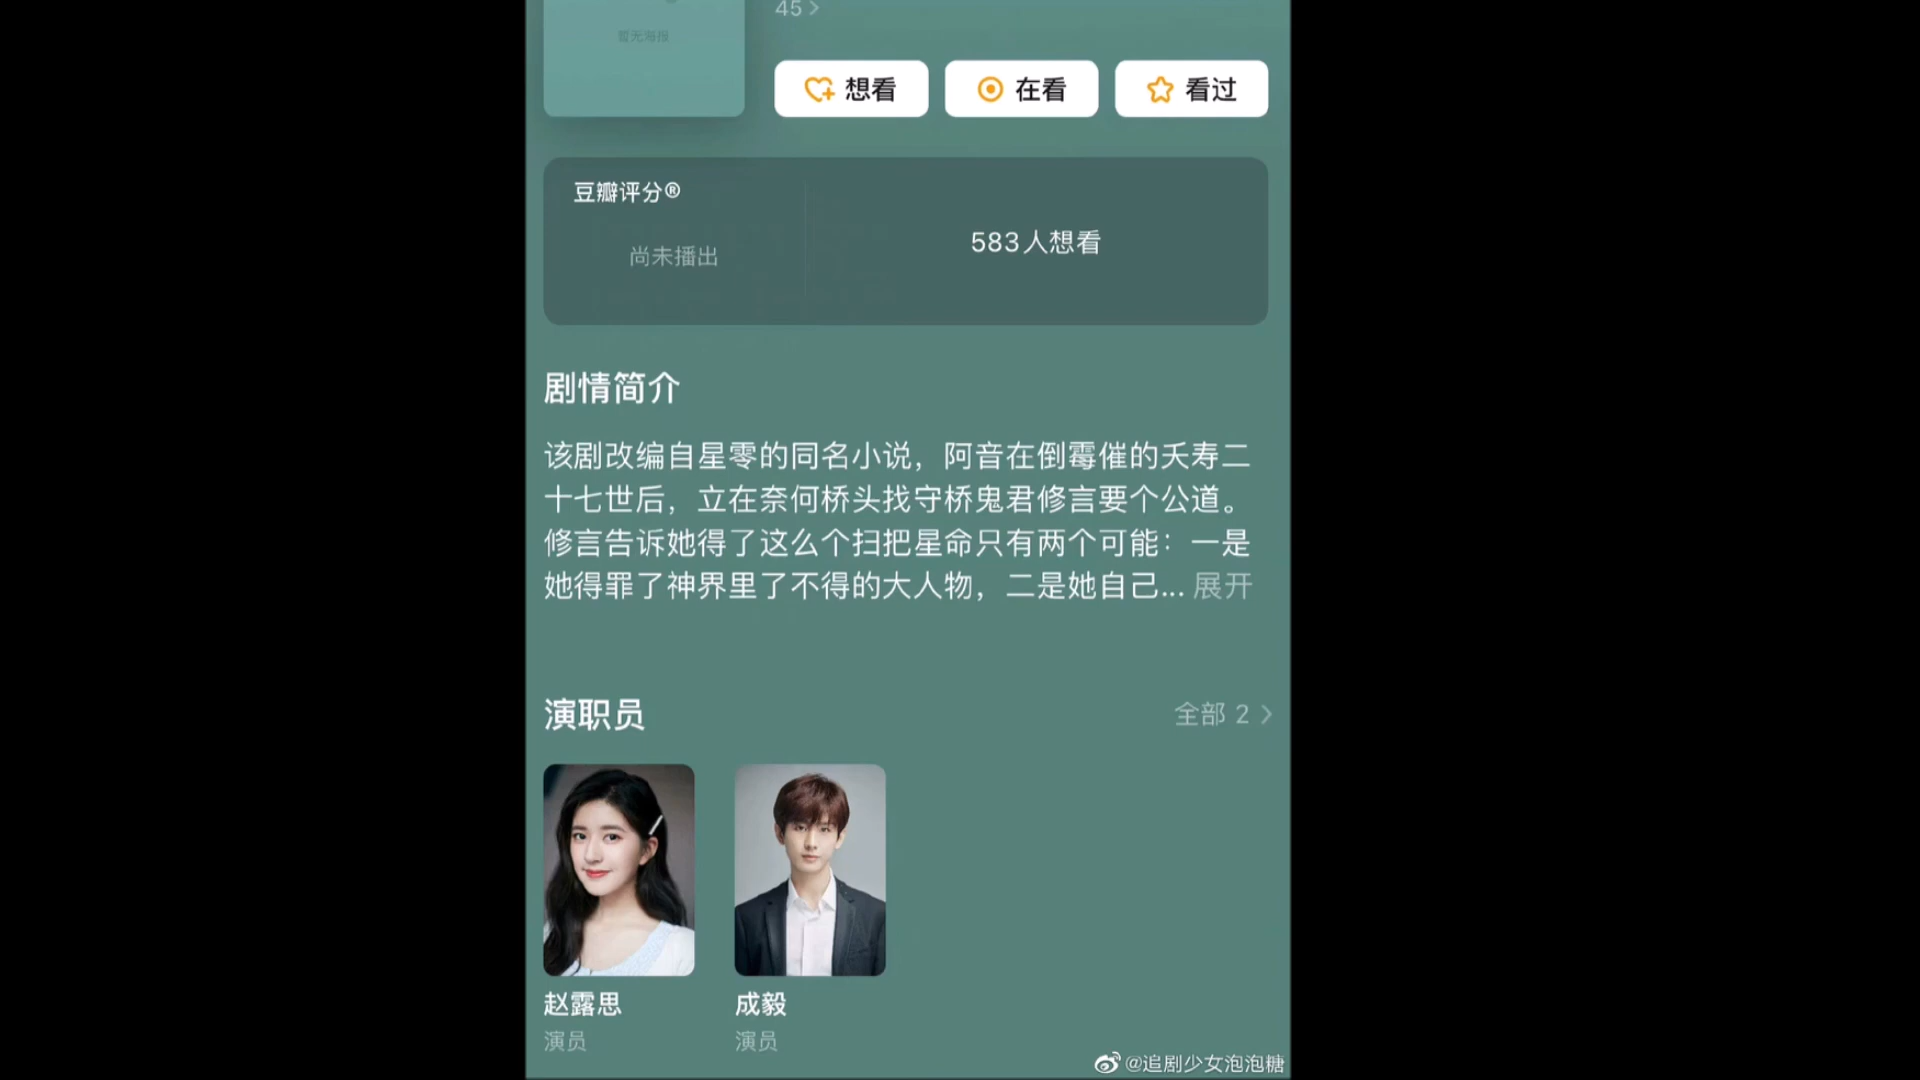 45 >
暂无海报
想看
在看
看过
豆瓣评分®
尚未播出
583人想看
剧情简介
该剧改编自星零的同名小说，阿音在倒霉催的夭寿二
十七世后，立在奈何桥头找守桥鬼君修言要个公道。
修言告诉她得了这么个扫把星命只有两个可能：一是
她得罪了神界里了不得的大人物，二是她自己... 展开
演职员
全部 2 >
赵露思
演员
成毅
演员
@追剧少女泡泡糖